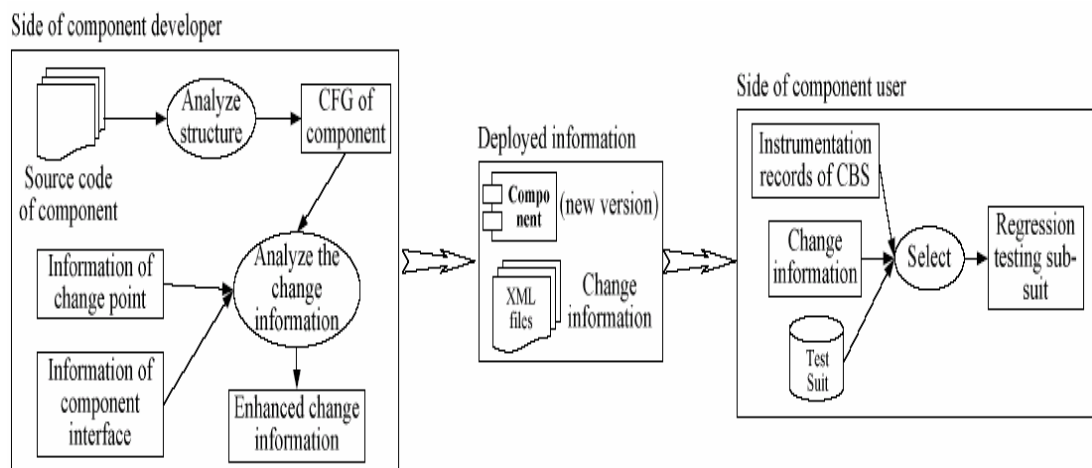 Side of component developer
Source code
of component
Analyze
structure
CFG of
component
Information of
change point
Analyze the
change
information
Information of
component
interface
Enhanced change
information
Deployed information
Compo
nent
(new version)
XML
files
Change
information
Side of component user
Instrumentation
records of CBS
Change
information
Test
Suit
Select
Regression
testing sub-
suit